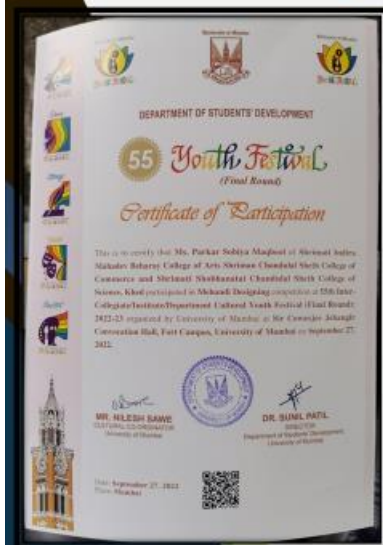 University of Mumbai
DEPARTMENT OF STUDENTS' DEVELOPMENT
55 Youth Festival
(Final Round)
Certificate of Participation
This is to certify that Ms. Parkar Sobiya Maqbool of Shrimati Indira
Mahadev Beharay College of Arts Shriman Chandulal Sheth College of
Commerce and Shrimati Shobhanatai Chandulal Sheth College of
Science, Khed participated in Mehandi Designing competition at 55th Inter-
Collegiate/Institute/Department Cultural Youth Festival (Final Round)
2022-23 organized by University of Mumbai at Sir Cowasjee Jehangir
Convocation Hall, Fort Campus, University of Mumbai on September 27,
2022.
MR. NILESH SAWE
CULTURAL CO-ORDINATOR
University of Mumbai
DR. SUNIL PATIL
DIRECTOR
Department of Students' Development
University of Mumbai
Date: September 27, 2022
Place: Mumbai